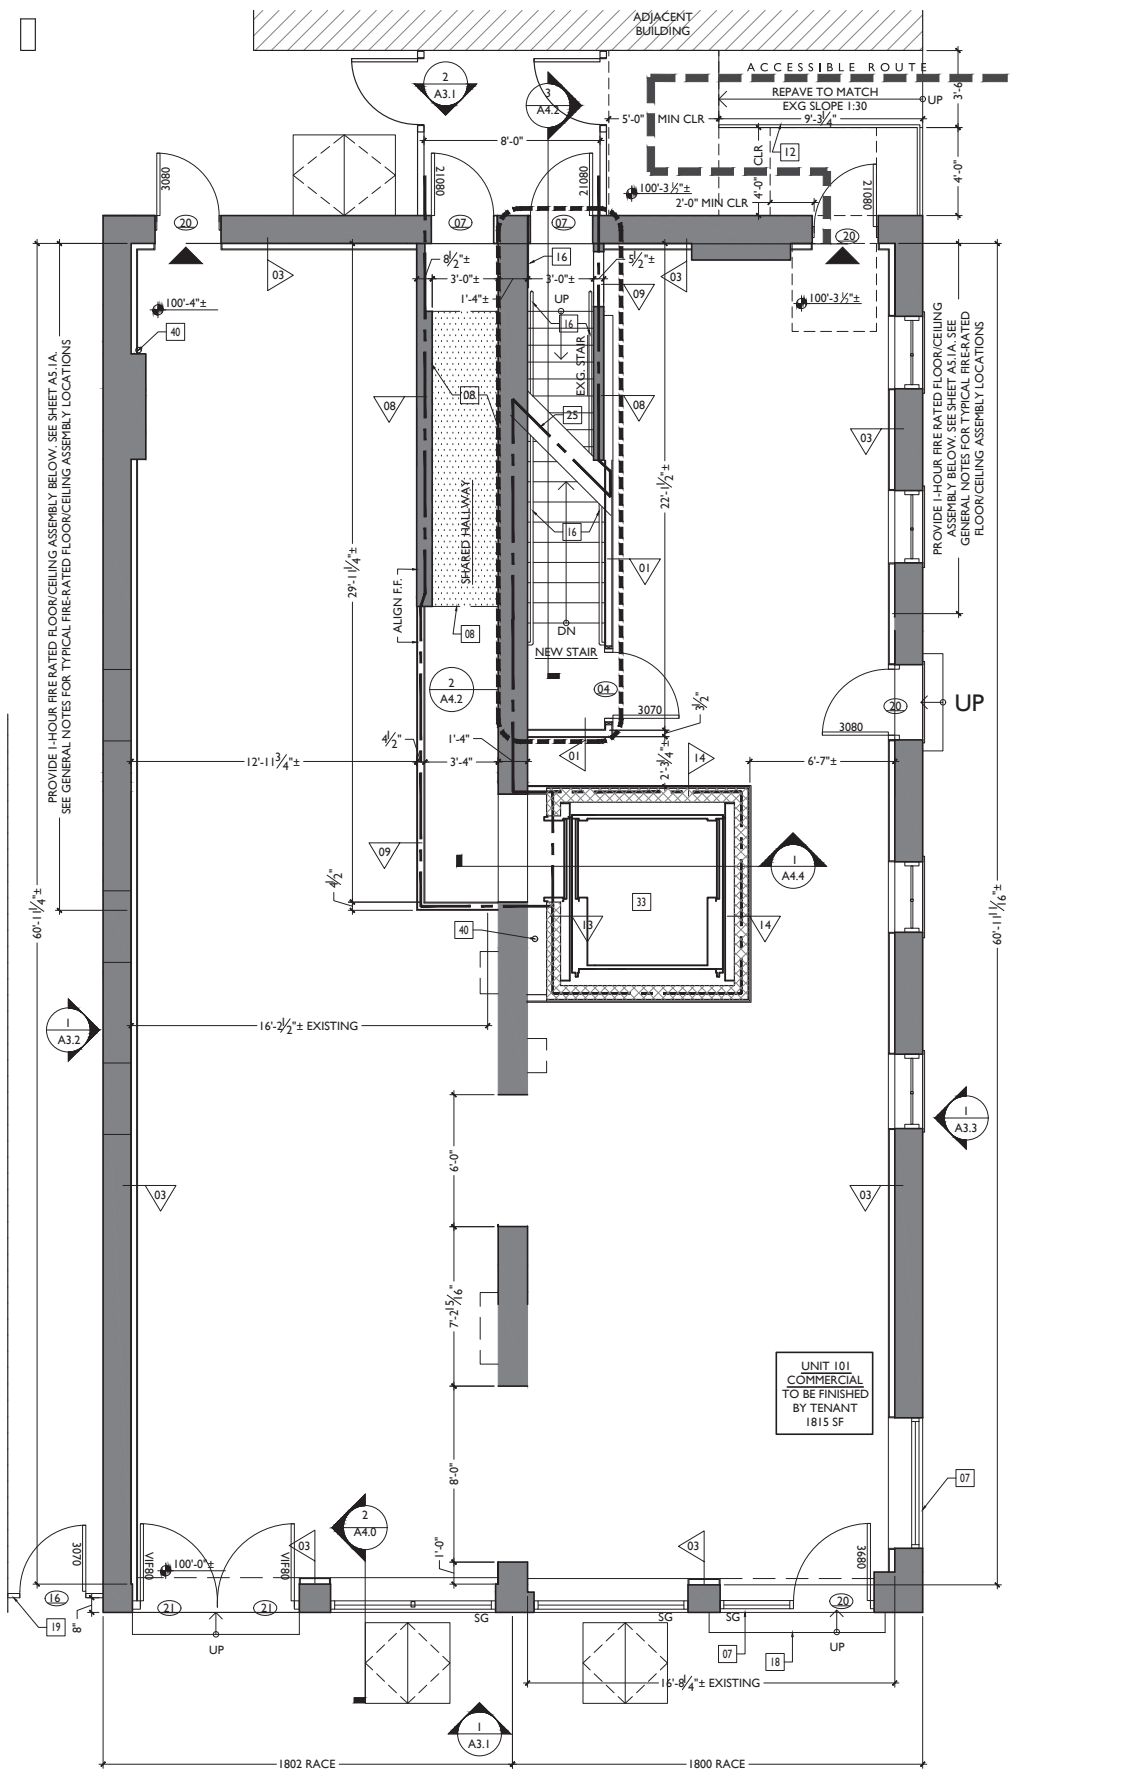 ADJACENT
BUILDING
ACCESSIBLE ROUTE
2
A3.1
3
A4.2
REPAVE TO MATCH
EXG SLOPE 1:30
UP
3'-6
5'-0" MIN CLR
9'-3¼"
8'-0"
12
4'-0" CLR
4'-0"
3080
21080
21080
21080
100'-3½"±
2'-0" MIN CLR
20
07
07
20
03
8½"±
16
5½"±
03
3'-0"±
3'-0"±
1'-4"±
09
100'-4"±
UP
100'-3½"±
40
16
EXG. STAIR
PROVIDE 1-HOUR FIRE RATED FLOOR/CEILING ASSEMBLY BELOW. SEE SHEET A5.1A.
SEE GENERAL NOTES FOR TYPICAL FIRE-RATED FLOOR/CEILING ASSEMBLY LOCATIONS
PROVIDE 1-HOUR FIRE RATED FLOOR/CEILING
ASSEMBLY BELOW. SEE SHEET A5.1A. SEE
GENERAL NOTES FOR TYPICAL FIRE-RATED
FLOOR/CEILING ASSEMBLY LOCATIONS
08
08
25
08
03
22'-1½"±
SHARED HALLWAY
16
29'-11¼"±
01
ALIGN F.F.
08
DN
NEW STAIR
2
A4.2
04
3070
3½"
20
3080
UP
4½"
1'-4"
01
2'-3¾"±
14
12'-11¾"±
3'-4"
6'-7"±
09
1
A4.4
4½"
33
60'-11¼"±
60'-11 11/16"±
40
13
14
1
A3.2
16'-2½"± EXISTING
1
A3.3
6'-0"
03
03
7'-2 15/16"
UNIT 101
COMMERCIAL
TO BE FINISHED
BY TENANT
1815 SF
8'-0"
07
2
A4.0
3070
VIF80
VIF80
03
03
3680
100'-0"±
1'-0"
16
19
8"
21
21
20
SG
SG
SG
UP
UP
07
18
16'-8¼"± EXISTING
1
A3.1
1802 RACE
1800 RACE